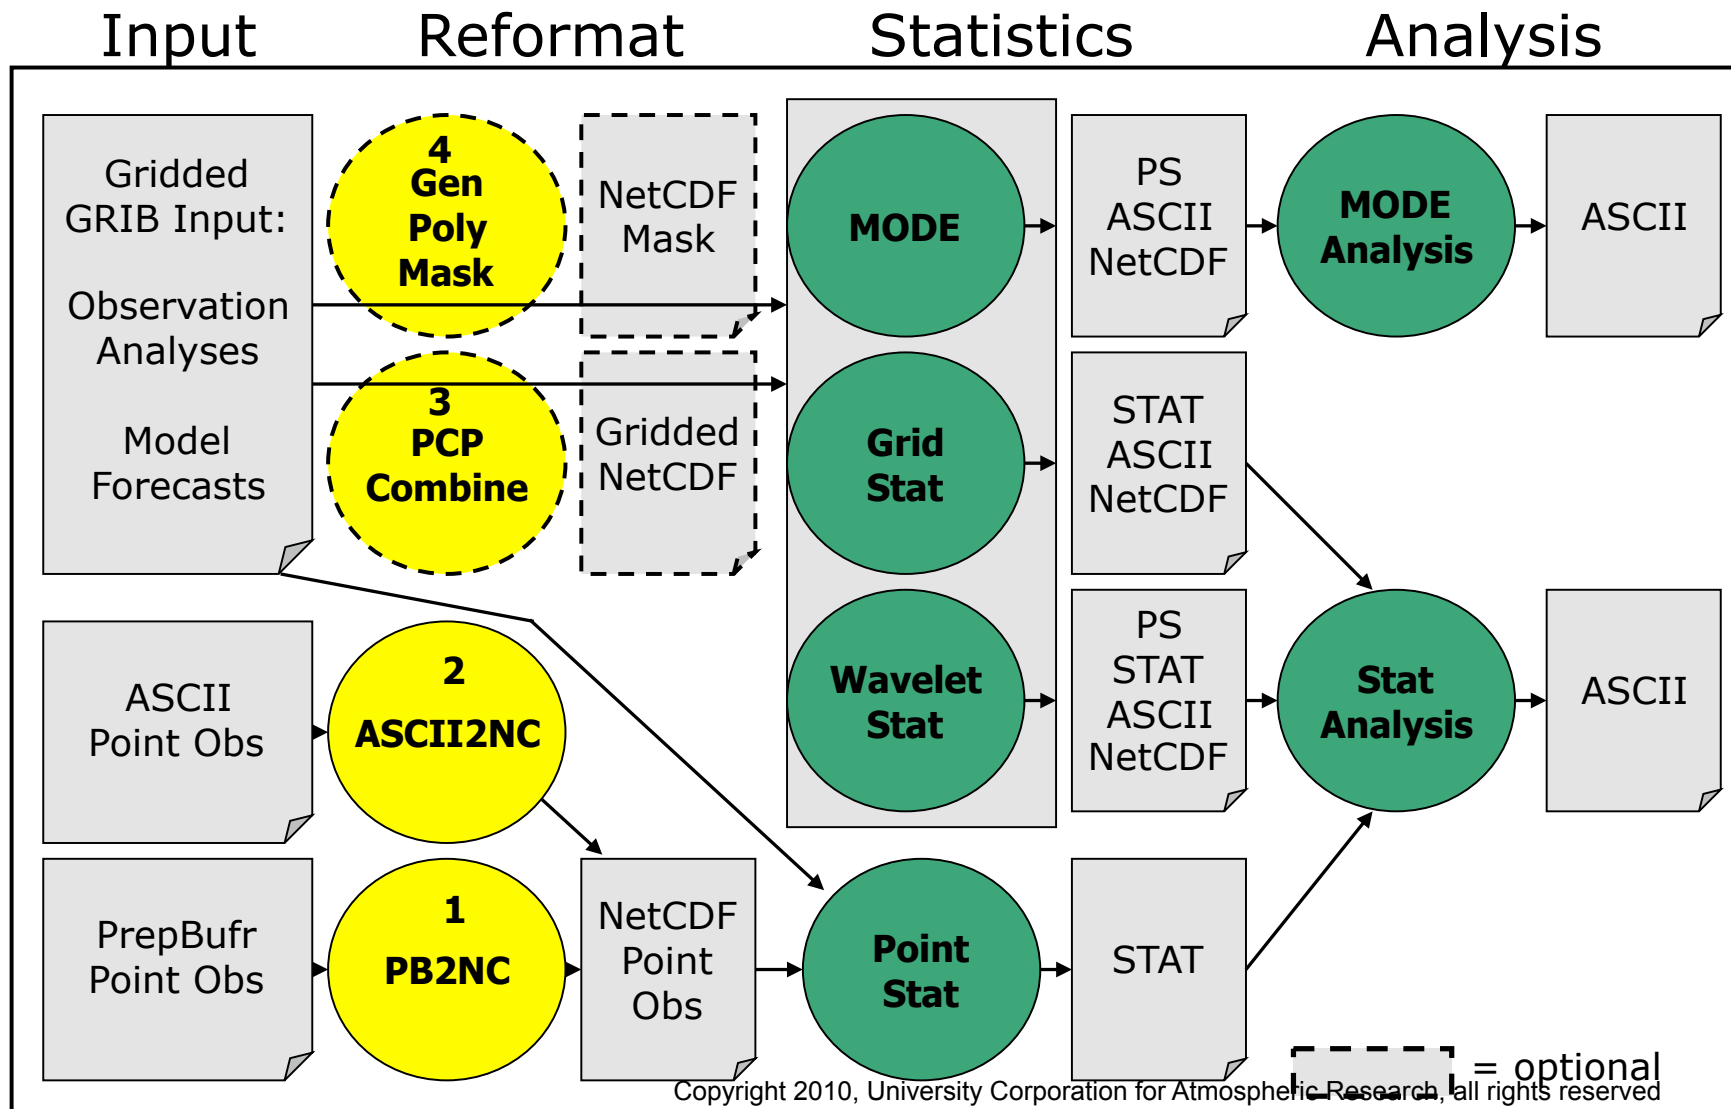 Input
Reformat
Statistics
Analysis
Gridded
GRIB Input:
Observation
Analyses
Model
Forecasts
4
Gen
Poly
Mask
NetCDF
Mask
MODE
PS
ASCII
NetCDF
MODE
Analysis
ASCII
3
PCP
Combine
Gridded
NetCDF
Grid
Stat
STAT
ASCII
NetCDF
ASCII
Point Obs
2
ASCII2NC
Wavelet
Stat
PS
STAT
ASCII
NetCDF
Stat
Analysis
ASCII
PrepBufr
Point Obs
1
PB2NC
NetCDF
Point
Obs
Point
Stat
STAT
= optional
Copyright 2010, University Corporation for Atmospheric Research, all rights reserved